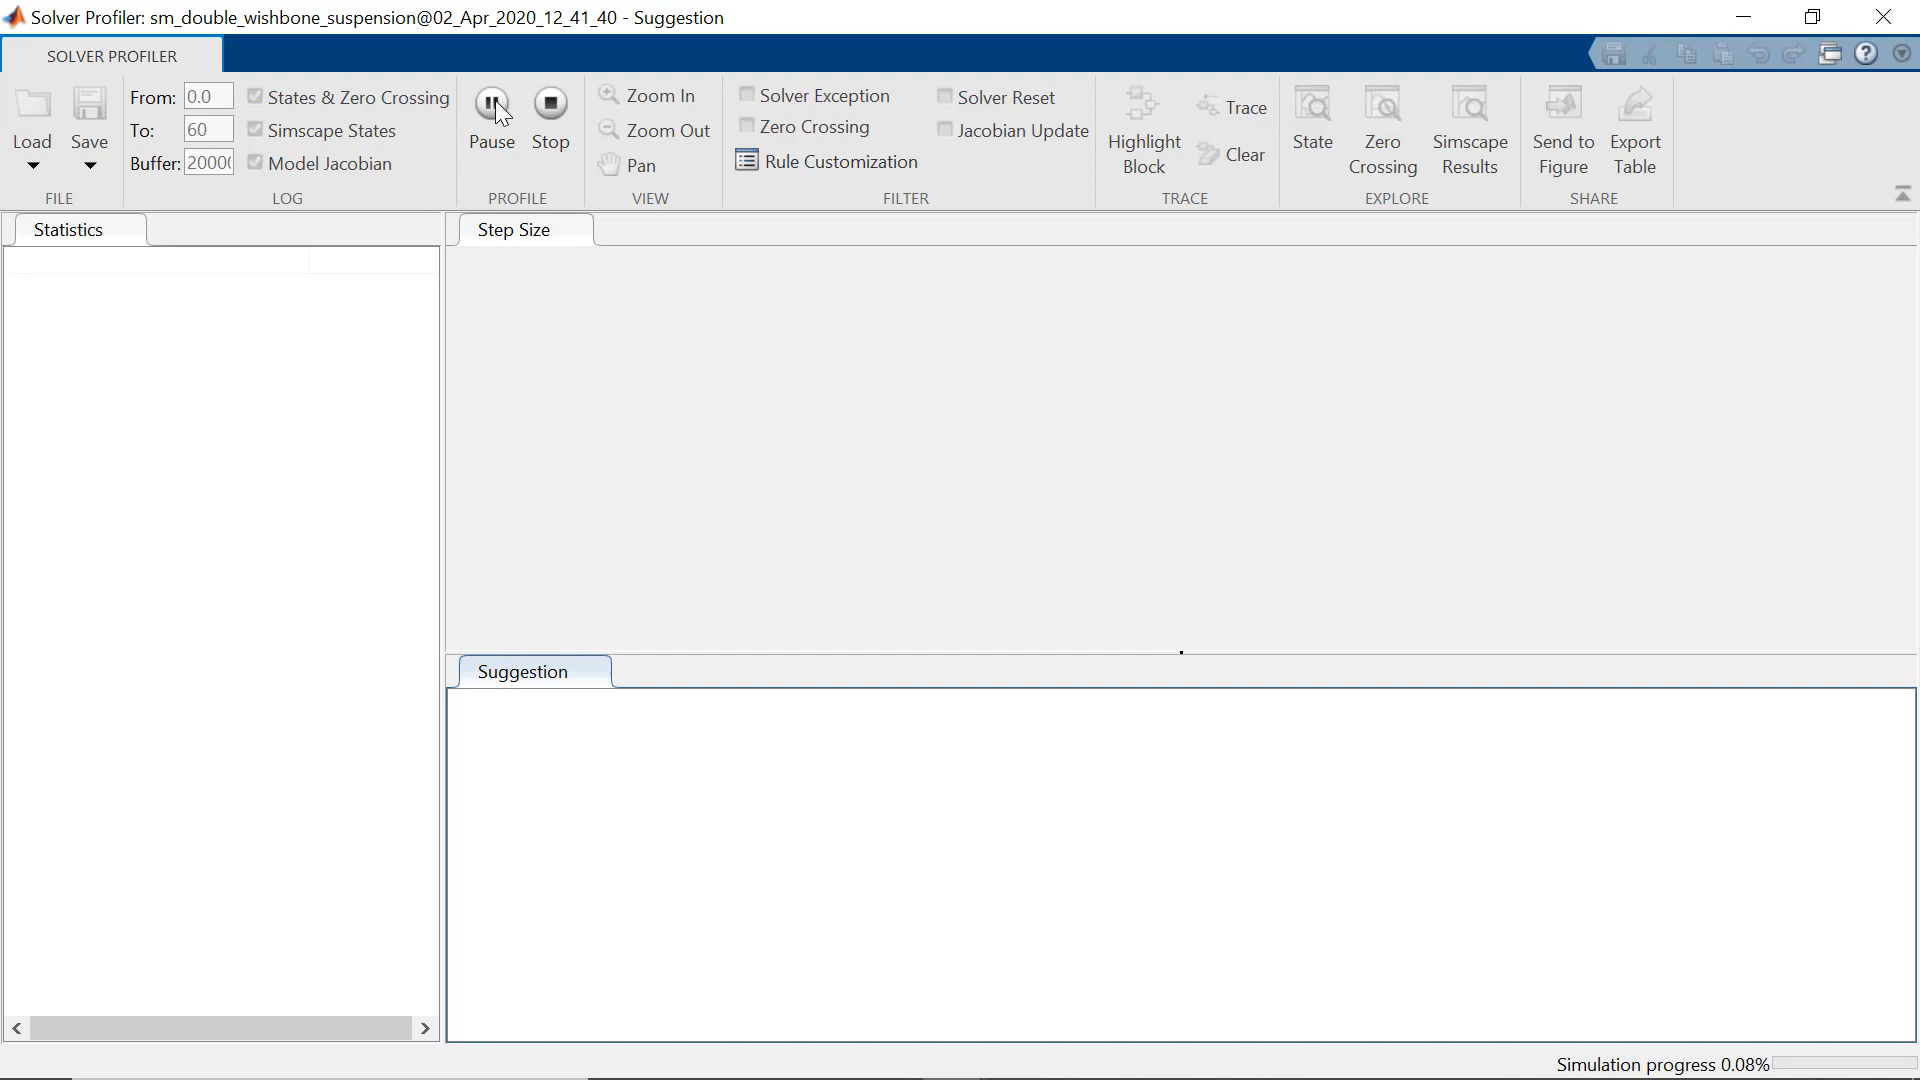 Solver Profiler: sm_double_wishbone_suspension@02_Apr_2020_12_41_40 - Suggestion
SOLVER PROFILER
Load
Save
FILE
From: 0.0
To: 60
Buffer: 2000
States & Zero Crossing
Simscape States
Model Jacobian
LOG
Pause
Stop
PROFILE
Zoom In
Zoom Out
Pan
VIEW
Solver Exception
Zero Crossing
Rule Customization
Solver Reset
Jacobian Update
FILTER
Highlight
Block
Trace
Clear
TRACE
State
Zero
Crossing
Simscape
Results
EXPLORE
Send to
Figure
Export
Table
SHARE
Statistics
Step Size
Suggestion
Simulation progress 0.08%